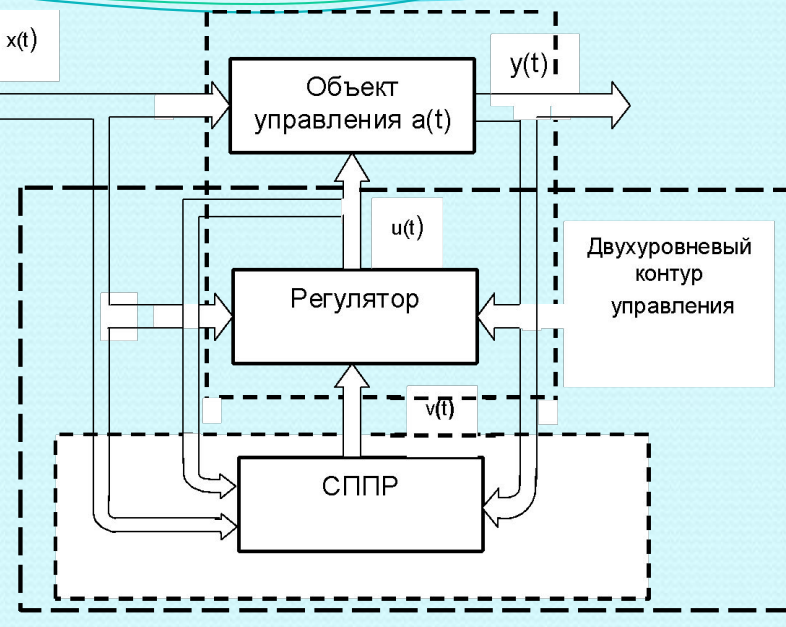 x(t)
y(t)
Объект
управления a(t)
u(t)
Двухуровневый
контур
управления
Регулятор
v(t)
СППР